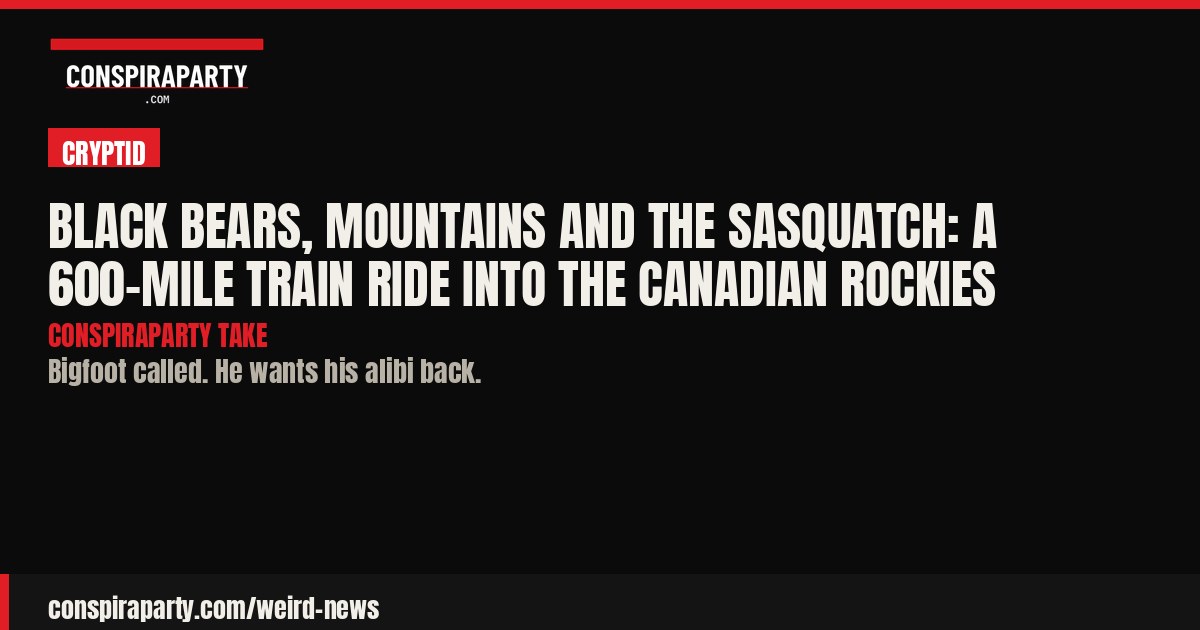 CONSPIRAPARTY
.COM
CRYPTID
BLACK BEARS, MOUNTAINS AND THE SASQUATCH: A
600-MILE TRAIN RIDE INTO THE CANADIAN ROCKIES
CONSPIRAPARTY TAKE
Bigfoot called. He wants his alibi back.
conspiraparty.com/weird-news